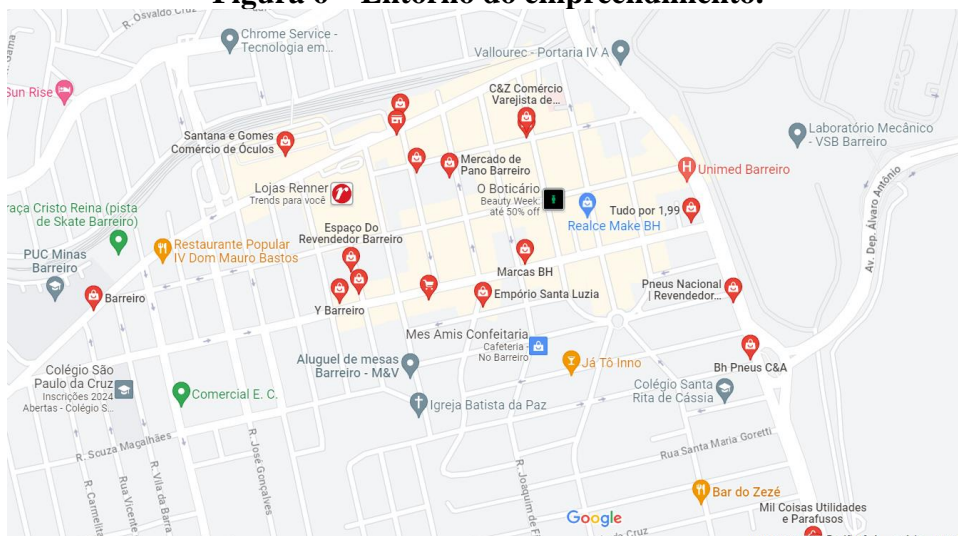 Figura 6 – Entorno do empreendimento.
R. Osvaldo Cruz
Chrome Service -
Tecnologia em...
Vallourec - Portaria IV A
Gama
Sun Rise
C&Z Comércio
Varejista de...
Santana e Gomes
Comércio de Óculos
Laboratório Mecânico
- VSB Barreiro
Mercado de
Pano Barreiro
Unimed Barreiro
Lojas Renner
Trends para você
O Boticário
Beauty Week:
até 50% off
Realce Make BH
Tudo por 1,99
Av. Dep. Álvaro Antônio
raça Cristo Reina (pista
de Skate Barreiro)
Espaço Do
Revendedor Barreiro
Restaurante Popular
IV Dom Mauro Bastos
PUC Minas
Barreiro
Marcas BH
Barreiro
Y Barreiro
Empório Santa Luzia
Pneus Nacional
| Revendedor...
Mes Amis Confeitaria
Cafeteria -
No Barreiro
Aluguel de mesas
Barreiro - M&V
Já Tô Inno
Bh Pneus C&A
Colégio São
Paulo da Cruz
Inscrições 2024
Abertas - Colégio S...
Comercial E. C.
Igreja Batista da Paz
Colégio Santa
Rita de Cássia
R. Souza Magalhães
R. José Gonçalves
Rua Santa Maria Goretti
R. Carmelita
Rua Vicente
R. Vila da Barra
R. Joaquim de F
Bar do Zezé
Mil Coisas Utilidades
e Parafusos
Google
do Cruz